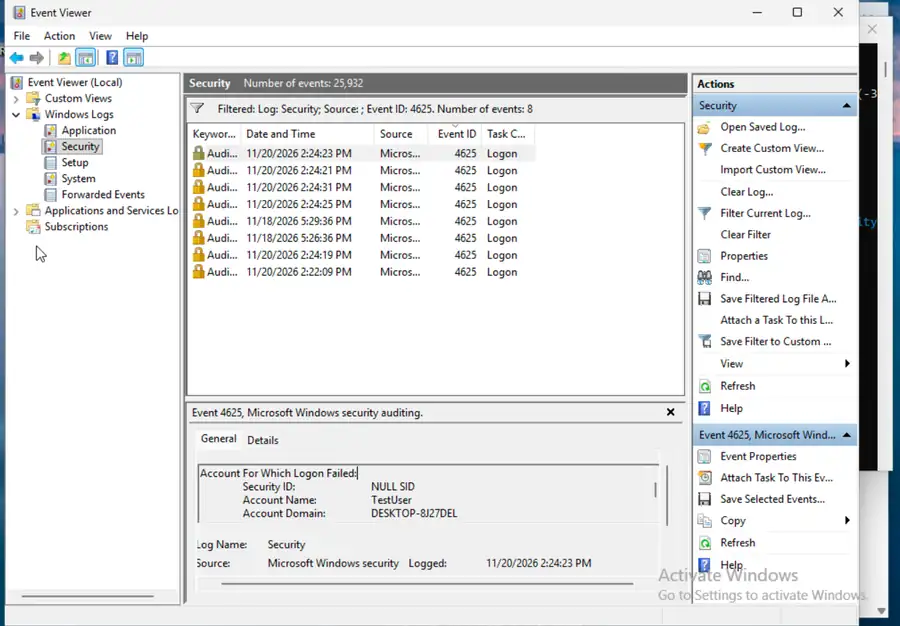 Event Viewer
File Action View Help
Event Viewer (Local)
Custom Views
Windows Logs
Application
Security
Setup
System
Forwarded Events
Applications and Services Lo
Subscriptions
Security Number of events: 25,932
Filtered: Log: Security; Source: ; Event ID: 4625. Number of events: 8
Keywor... Date and Time Source Event ID Task C...
Audi... 11/20/2026 2:24:23 PM Micros... 4625 Logon
Audi... 11/20/2026 2:24:21 PM Micros... 4625 Logon
Audi... 11/20/2026 2:24:31 PM Micros... 4625 Logon
Audi... 11/20/2026 2:24:25 PM Micros... 4625 Logon
Audi... 11/18/2026 5:29:36 PM Micros... 4625 Logon
Audi... 11/18/2026 5:26:36 PM Micros... 4625 Logon
Audi... 11/20/2026 2:24:19 PM Micros... 4625 Logon
Audi... 11/20/2026 2:22:09 PM Micros... 4625 Logon
Event 4625, Microsoft Windows security auditing.
General Details
Account For Which Logon Failed:
Security ID: NULL SID
Account Name: TestUser
Account Domain: DESKTOP-8J27DEL
Log Name: Security
Source: Microsoft Windows security Logged: 11/20/2026 2:24:23 PM
Actions
Security
Open Saved Log...
Create Custom View...
Import Custom View...
Clear Log...
Filter Current Log...
Clear Filter
Properties
Find...
Save Filtered Log File A...
Attach a Task To this L...
Save Filter to Custom ...
View
Refresh
Help
Event 4625, Microsoft Wind...
Event Properties
Attach Task To This Ev...
Save Selected Events...
Copy
Refresh
Help
(-3
ity
Activate Windows
Go to Settings to activate Windows.